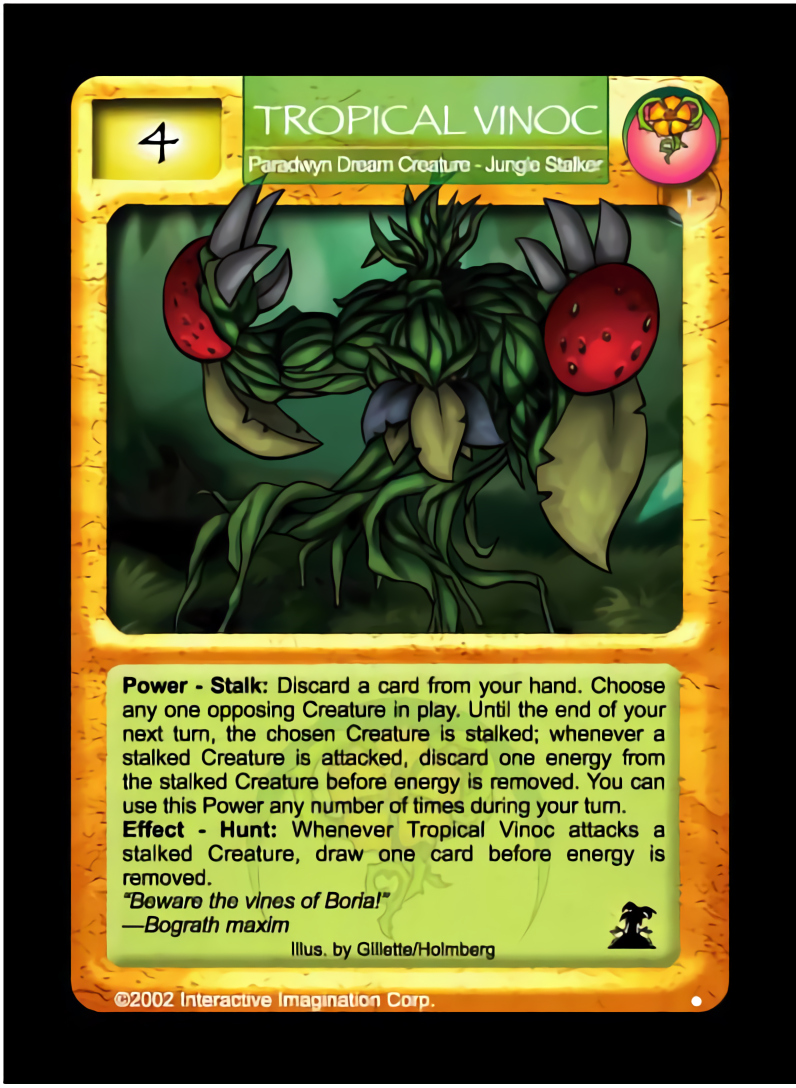 4
TROPICAL VINOC
Paradwyn Dream Creature - Jungle Stalker
1
Power - Stalk: Discard a card from your hand. Choose
any one opposing Creature in play. Until the end of your
next turn, the chosen Creature is stalked; whenever a
stalked Creature is attacked, discard one energy from
the stalked Creature before energy is removed. You can
use this Power any number of times during your turn.
Effect - Hunt: Whenever Tropical Vinoc attacks a
stalked Creature, draw one card before energy is
removed.
"Beware the vines of Boria!"
—Bograth maxim
Illus. by Gillette/Holmberg
©2002 Interactive Imagination Corp.